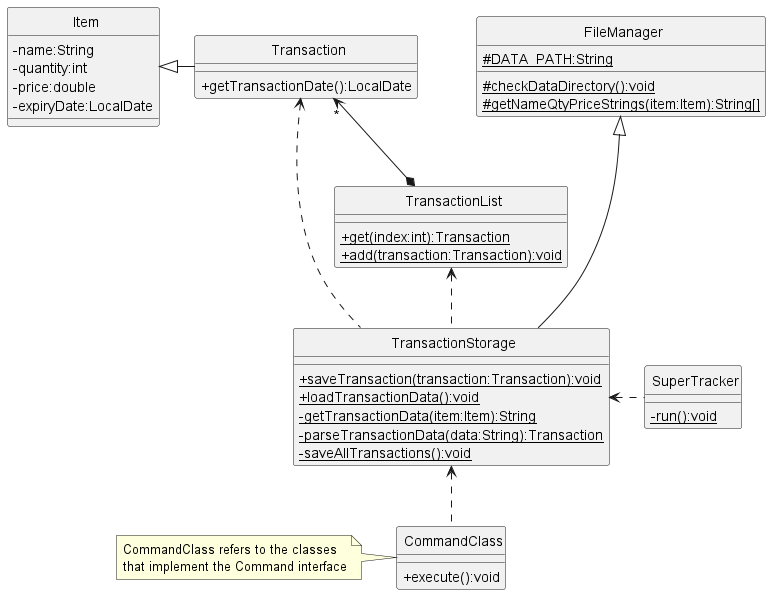 Item
-name:String
-quantity:int
-price:double
-expiryDate:LocalDate
Transaction
+getTransactionDate():LocalDate
FileManager
#DATA_PATH:String
#checkDataDirectory():void
#getNameQtyPriceStrings(item:Item):String[]
*
TransactionList
+get(index:int):Transaction
+add(transaction:Transaction):void
TransactionStorage
+saveTransaction(transaction:Transaction):void
+loadTransactionData():void
-getTransactionData(item:Item):String
-parseTransactionData(data:String):Transaction
-saveAllTransactions():void
SuperTracker
-run():void
CommandClass refers to the classes
that implement the Command interface
CommandClass
+execute():void